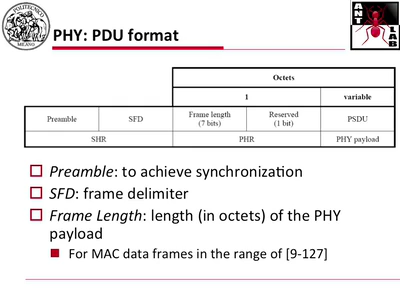 POLITECNICO
MILANO
PHY: PDU format
ANT
LAB
Octets
1 variable
Preamble SFD Frame length (7 bits) Reserved (1 bit) PSDU
SHR PHR PHY payload
Preamble: to achieve synchronization
SFD: frame delimiter
Frame Length: length (in octets) of the PHY
payload
For MAC data frames in the range of [9-127]